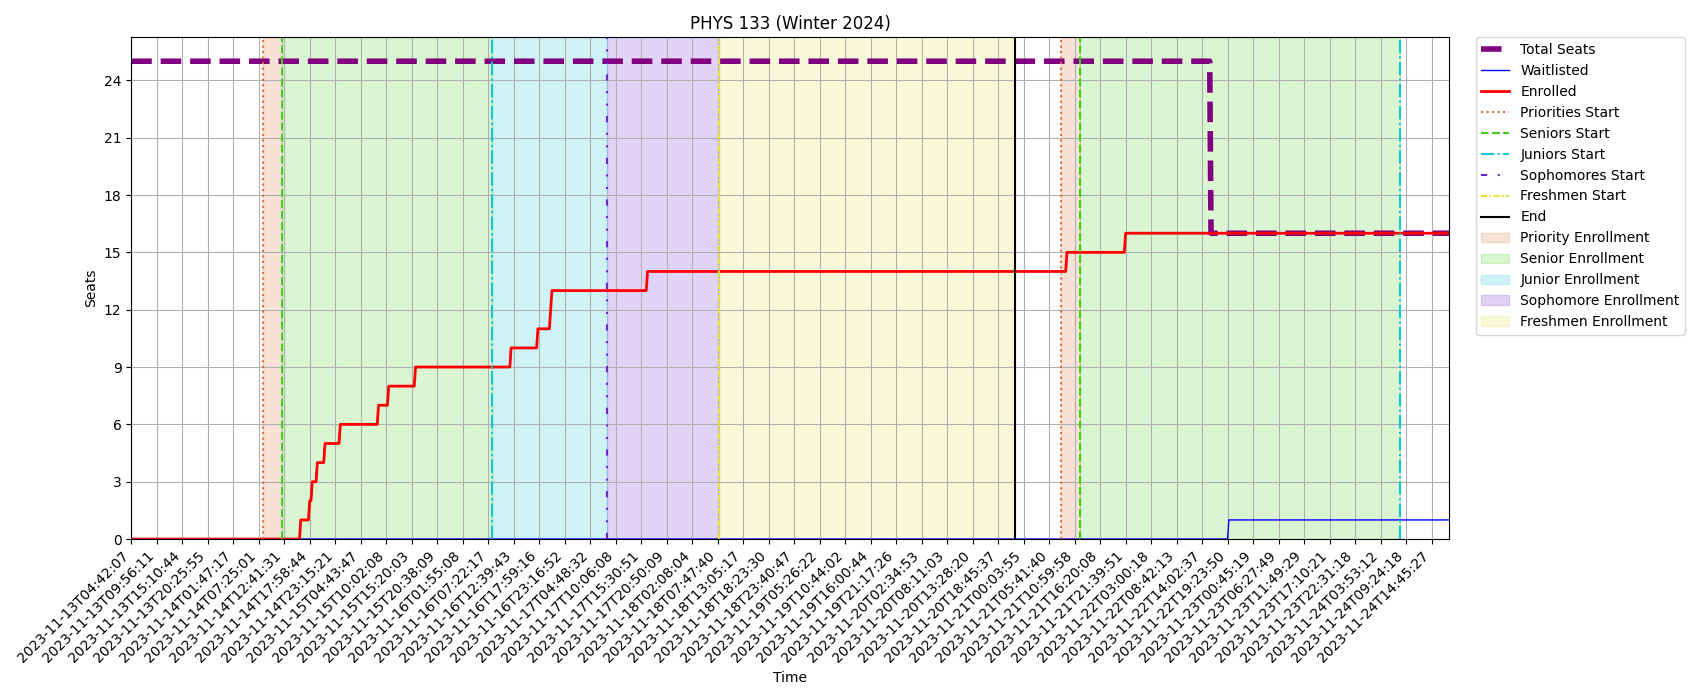 PHYS 133 (Winter 2024)
Seats
24
21
18
15
12
9
6
3
0
2023-11-13T04:42:07
2023-11-13T09:56:11
2023-11-13T15:10:44
2023-11-13T20:25:55
2023-11-14T01:47:17
2023-11-14T07:25:01
2023-11-14T12:41:31
2023-11-14T17:58:44
2023-11-14T23:15:21
2023-11-15T04:43:47
2023-11-15T10:02:08
2023-11-15T15:20:03
2023-11-15T20:38:09
2023-11-16T01:55:08
2023-11-16T07:22:17
2023-11-16T12:39:43
2023-11-16T17:59:16
2023-11-16T23:16:52
2023-11-17T04:48:32
2023-11-17T10:06:08
2023-11-17T15:30:51
2023-11-17T20:50:09
2023-11-18T02:08:04
2023-11-18T07:47:40
2023-11-18T13:05:17
2023-11-18T18:23:30
2023-11-18T23:40:47
2023-11-19T05:26:22
2023-11-19T10:44:02
2023-11-19T16:00:44
2023-11-19T21:17:26
2023-11-20T02:34:53
2023-11-20T08:11:03
2023-11-20T13:28:20
2023-11-20T18:45:37
2023-11-21T00:03:55
2023-11-21T05:41:40
2023-11-21T10:59:58
2023-11-21T16:20:08
2023-11-21T21:39:51
2023-11-22T03:00:18
2023-11-22T08:42:13
2023-11-22T14:02:37
2023-11-22T19:23:50
2023-11-23T00:45:19
2023-11-23T06:27:49
2023-11-23T11:49:29
2023-11-23T17:10:21
2023-11-23T22:31:18
2023-11-24T03:53:12
2023-11-24T09:24:18
2023-11-24T14:45:27
Time
Total Seats
Waitlisted
Enrolled
Priorities Start
Seniors Start
Juniors Start
Sophomores Start
Freshmen Start
End
Priority Enrollment
Senior Enrollment
Junior Enrollment
Sophomore Enrollment
Freshmen Enrollment